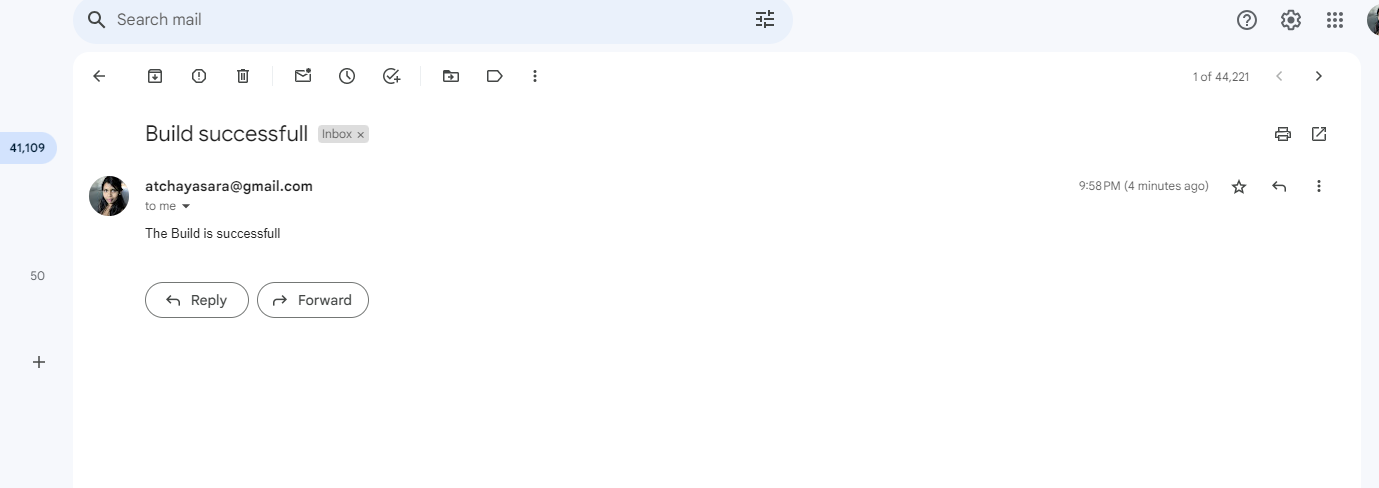 Search mail
1 of 44,221
Build successfull Inbox ×
41,109
atchayasara@gmail.com 9:58 PM (4 minutes ago)
to me
The Build is successfull
50
Reply Forward